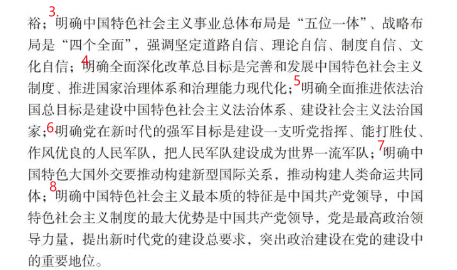 裕；3.明确中国特色社会主义事业总体布局是“五位一体”、战略布
局是“四个全面”，强调坚定道路自信、理论自信、制度自信、文
化自信；4明确全面深化改革总目标是完善和发展中国特色社会主义
制度、推进国家治理体系和治理能力现代化；5明确全面推进依法治
国总目标是建设中国特色社会主义法治体系、建设社会主义法治国
家；6明确党在新时代的强军目标是建设一支听党指挥、能打胜仗、
作风优良的人民军队，把人民军队建设成为世界一流军队；7明确中
国特色大国外交要推动构建新型国际关系，推动构建人类命运共同
体；8明确中国特色社会主义最本质的特征是中国共产党领导，中国
特色社会主义制度的最大优势是中国共产党领导，党是最高政治领
导力量，提出新时代党的建设总要求，突出政治建设在党的建设中
的重要地位。